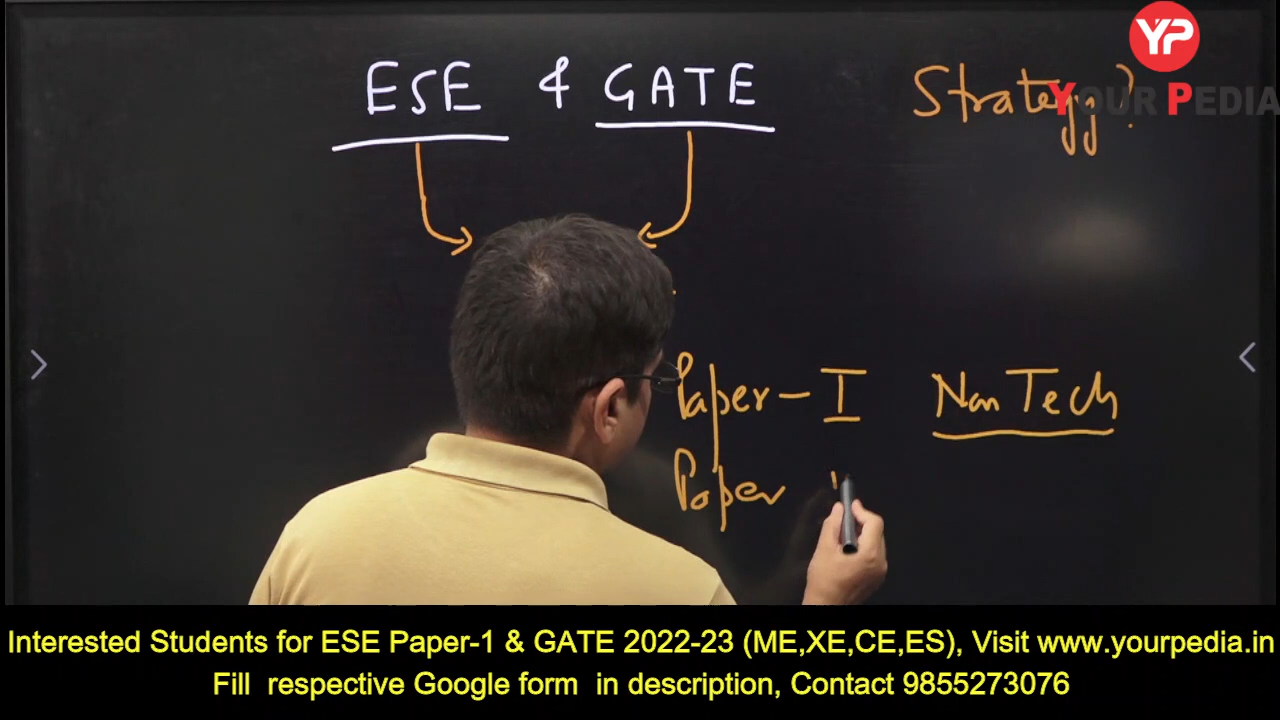 YP
YOUR PEDIA
ESE & GATE
Strategy?
Paper - I Non Tech
Paper
Interested Students for ESE Paper-1 & GATE 2022-23 (ME,XE,CE,ES), Visit www.yourpedia.in
Fill respective Google form in description, Contact 9855273076